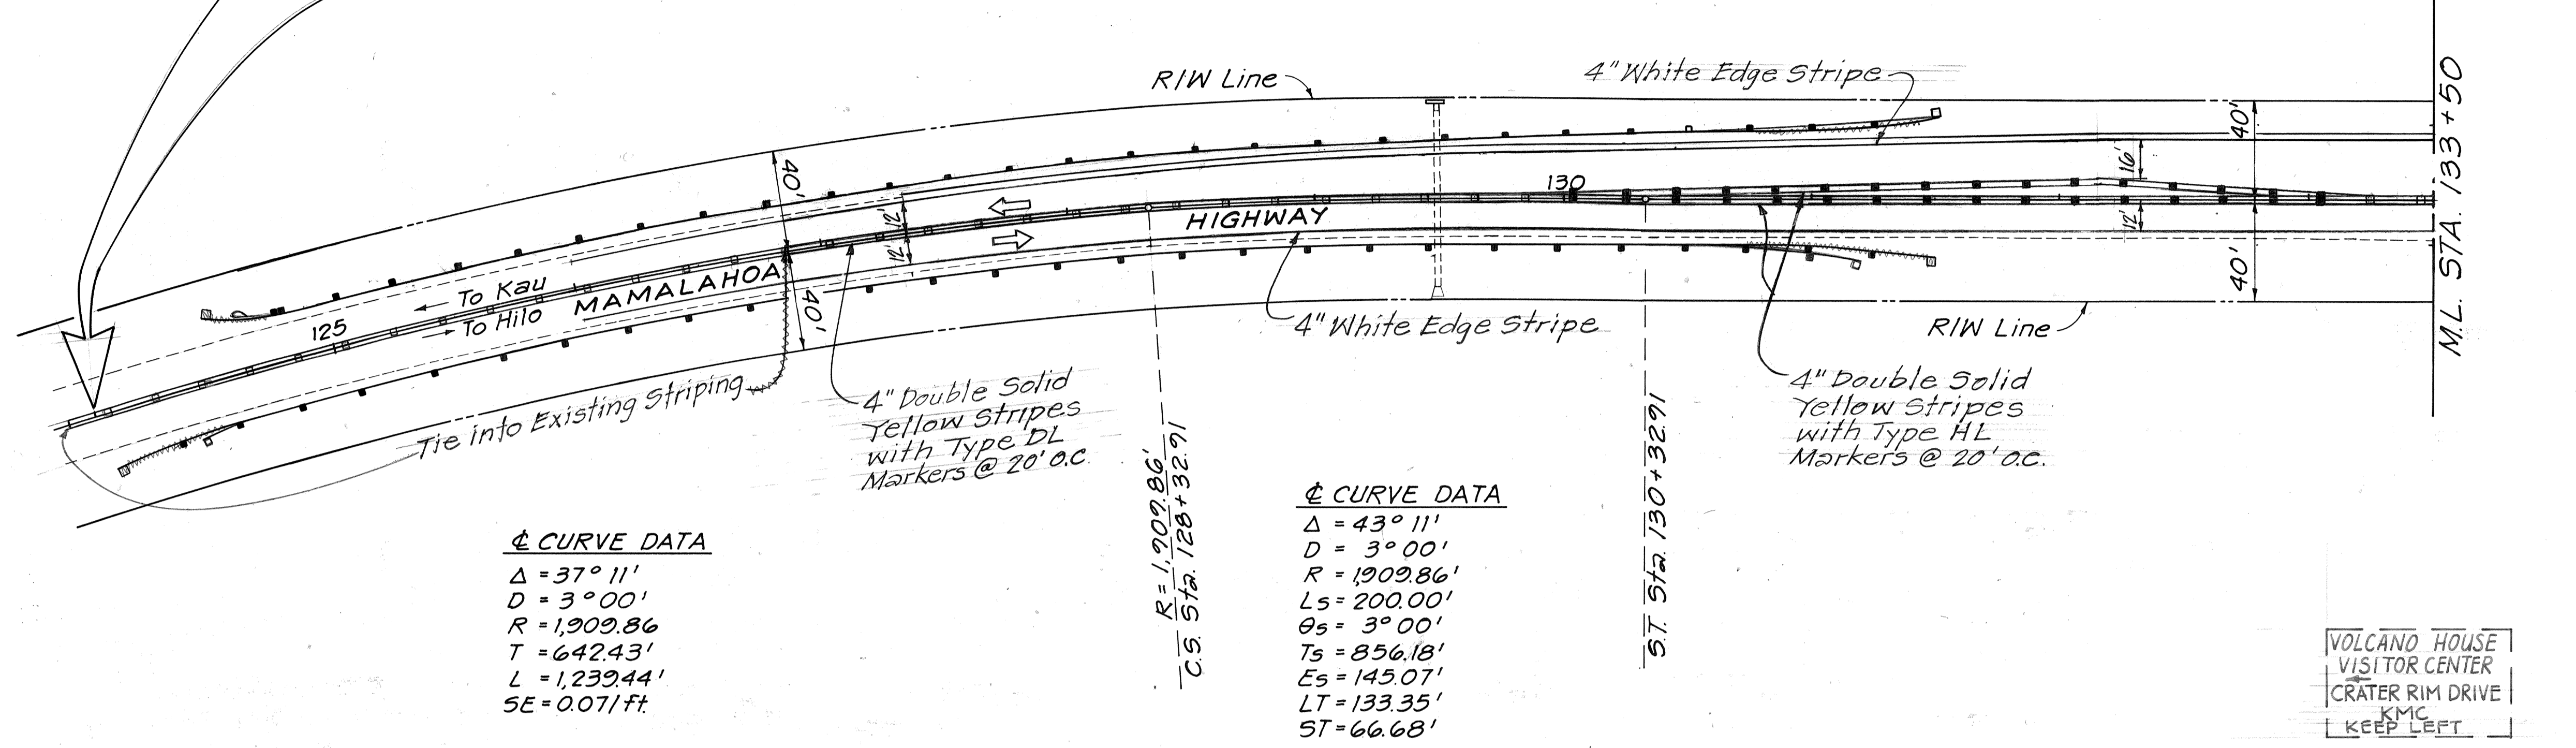 R/W Line
4" White Edge Stripe
M.L. STA. 133+50
40'
40'
16'
12'
130
12'
12'
HIGHWAY
MAMALAHOA
40'
40'
To Kau
To Hilo
125
4" White Edge Stripe
R/W Line
Tie into Existing Striping
4" Double Solid
Yellow Stripes
with Type DL
Markers @ 20' O.C.
R=1,909.86'
C.S. Sta. 128+32.91
S.T. Sta. 130+32.91
4" Double Solid
Yellow Stripes
with Type HL
Markers @ 20' O.C.
℄ CURVE DATA
Δ = 37° 11'
D = 3° 00'
R = 1,909.86
T = 642.43'
L = 1,239.44'
SE = 0.07/ft.
℄ CURVE DATA
Δ = 43° 11'
D = 3° 00'
R = 1,909.86'
Ls = 200.00'
θs = 3° 00'
Ts = 856.18'
Es = 145.07'
LT = 133.35'
ST = 66.68'
VOLCANO HOUSE
VISITOR CENTER
CRATER RIM DRIVE
KMC
KEEP LEFT